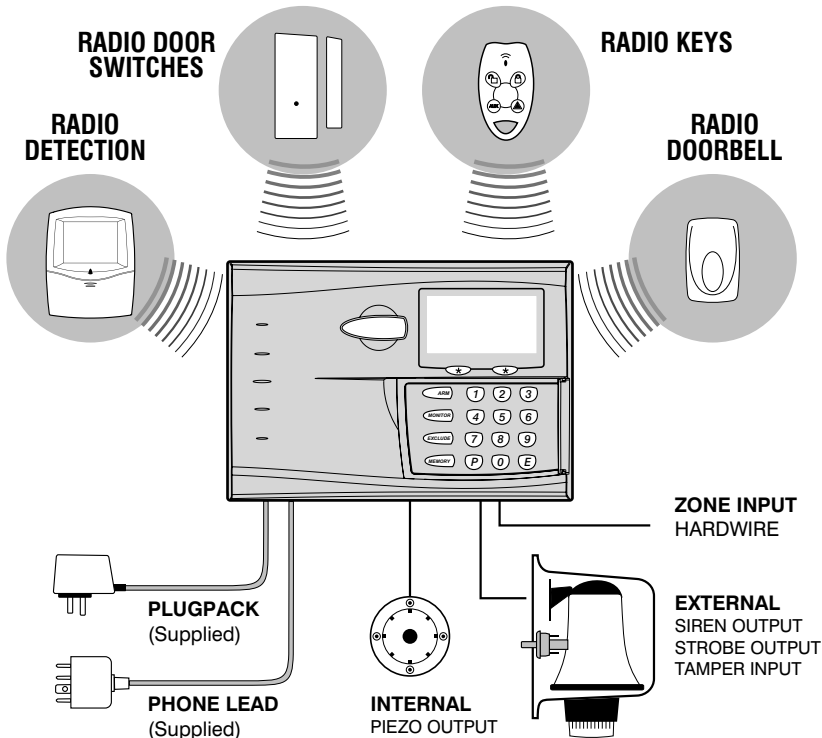 RADIO DOOR
SWITCHES
RADIO KEYS
RADIO
DETECTION
RADIO
DOORBELL
AUX
* *
ARM 1 2 3
MONITOR 4 5 6
EXCLUDE 7 8 9
MEMORY P 0 E
ZONE INPUT
HARDWIRE
PLUGPACK
(Supplied)
EXTERNAL
SIREN OUTPUT
STROBE OUTPUT
TAMPER INPUT
PHONE LEAD
(Supplied)
INTERNAL
PIEZO OUTPUT